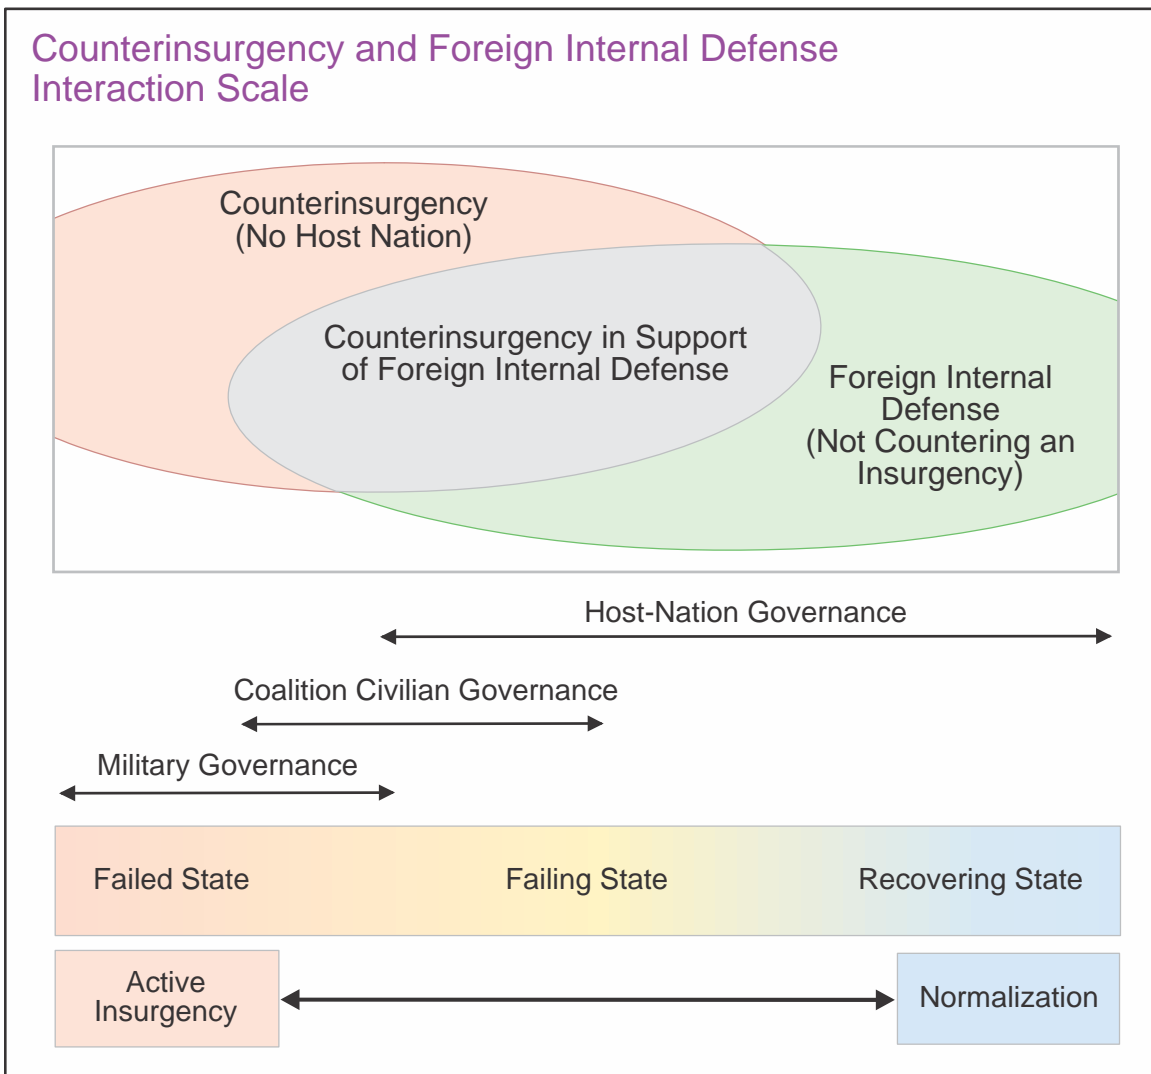 Counterinsurgency and Foreign Internal Defense
Interaction Scale
Counterinsurgency
(No Host Nation)
Counterinsurgency in Support
of Foreign Internal Defense
Foreign Internal
Defense
(Not Countering an
Insurgency)
Host-Nation Governance
Coalition Civilian Governance
Military Governance
Failed State
Failing State
Recovering State
Active
Insurgency
Normalization